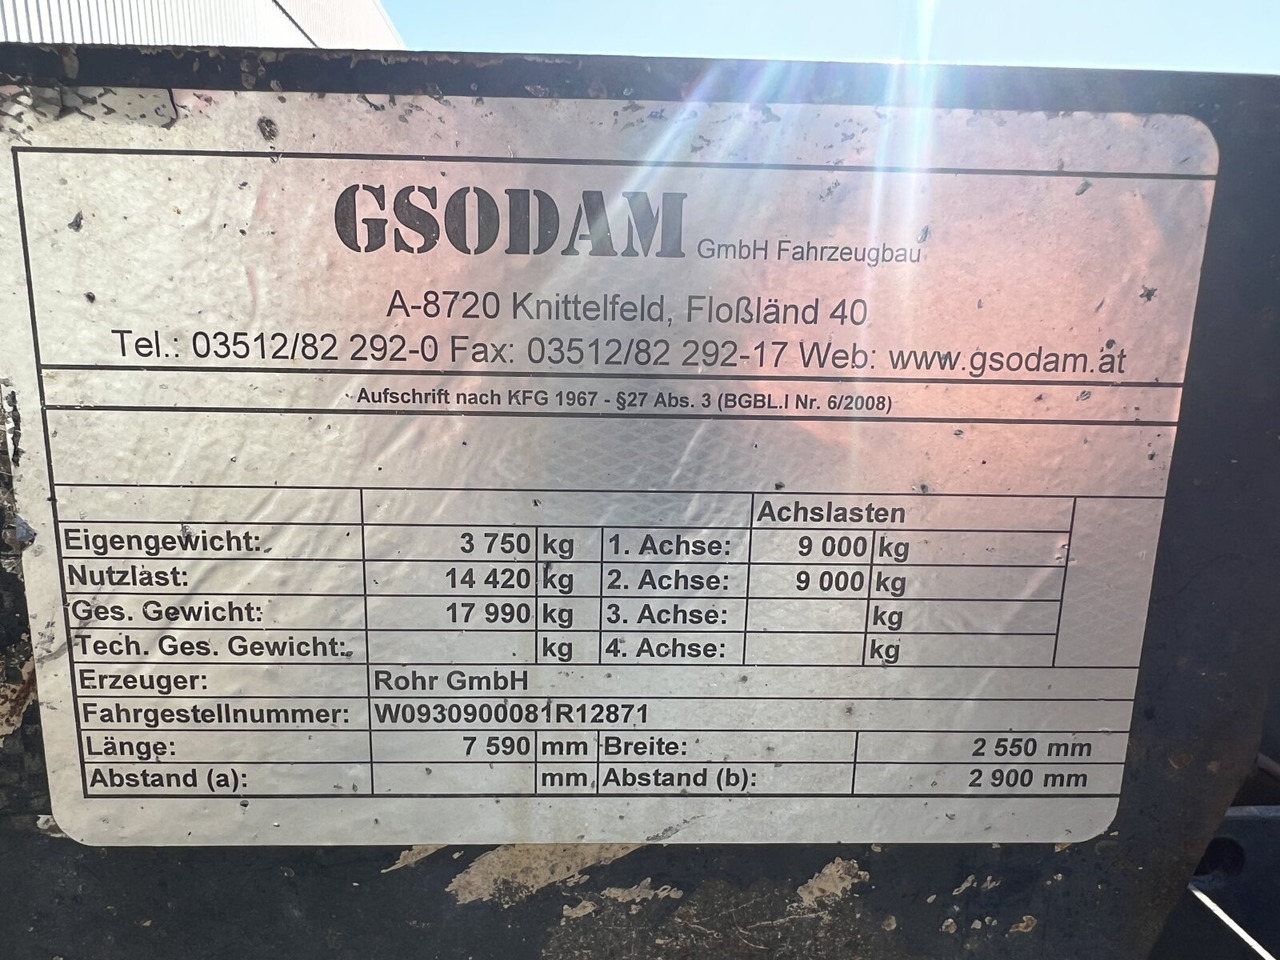 GSODAM GmbH Fahrzeugbau
A-8720 Knittelfeld, Floßländ 40
Tel.: 03512/82 292-0 Fax: 03512/82 292-17 Web: www.gsodam.at
Aufschrift nach KFG 1967 - §27 Abs. 3 (BGBL.I Nr. 6/2008)
Achslasten
Eigengewicht: 3 750 kg 1. Achse: 9 000 kg
Nutzlast: 14 420 kg 2. Achse: 9 000 kg
Ges. Gewicht: 17 990 kg 3. Achse: kg
Tech. Ges. Gewicht: kg 4. Achse: kg
Erzeuger: Rohr GmbH
Fahrgestellnummer: W0930900081R12871
Länge: 7 590 mm Breite: 2 550 mm
Abstand (a): mm Abstand (b): 2 900 mm